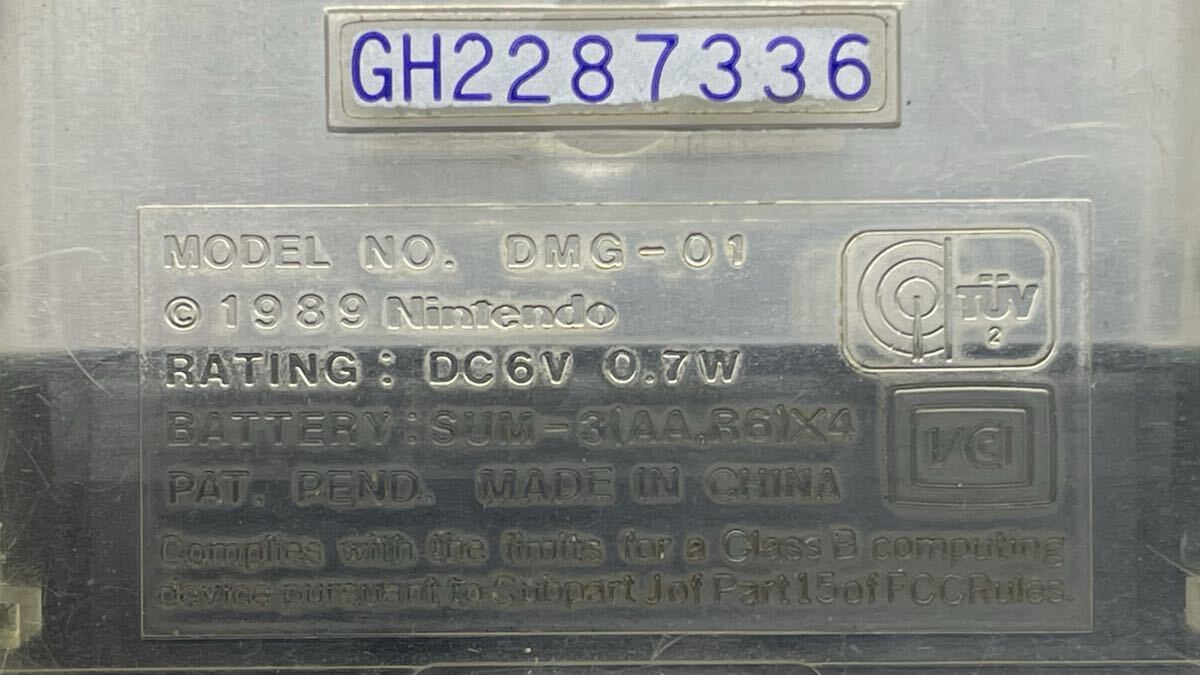 GH2287336
MODEL NO. DMG-01
©1989 Nintendo
RATING: DC6V 0.7W
BATTERY: SUM-3(AA,R6)X4
PAT. PEND. MADE IN CHINA
Complies with the limits for a Class B computing
device pursuant to Subpart J of Part 15 of FCC Rules.
TÜV
2
VCI